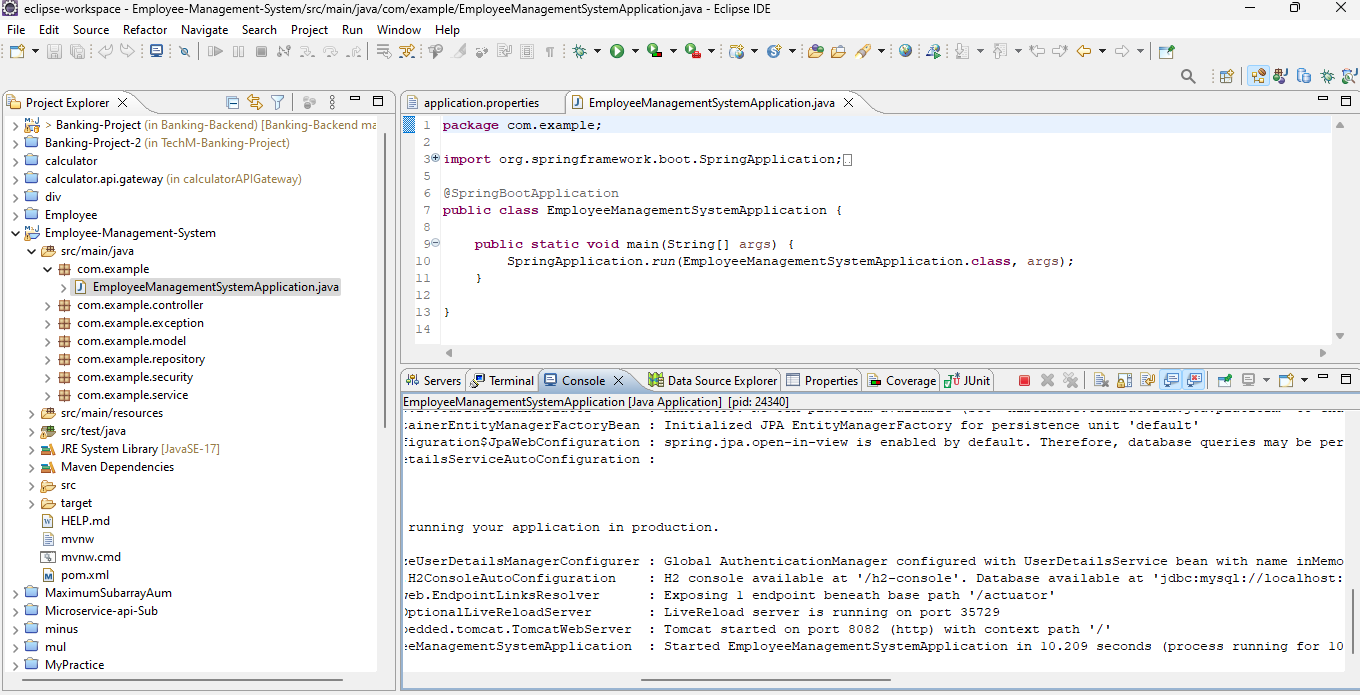 eclipse-workspace - Employee-Management-System/src/main/java/com/example/EmployeeManagementSystemApplication.java - Eclipse IDE
File Edit Source Refactor Navigate Search Project Run Window Help
Project Explorer
> Banking-Project (in Banking-Backend) [Banking-Backend ma
Banking-Project-2 (in TechM-Banking-Project)
calculator
calculator.api.gateway (in calculatorAPIGateway)
div
Employee
Employee-Management-System
src/main/java
com.example
EmployeeManagementSystemApplication.java
com.example.controller
com.example.exception
com.example.model
com.example.repository
com.example.security
com.example.service
src/main/resources
src/test/java
JRE System Library [JavaSE-17]
Maven Dependencies
src
target
HELP.md
mvnw
mvnw.cmd
pom.xml
MaximumSubarrayAum
Microservice-api-Sub
minus
mul
MyPractice
application.properties EmployeeManagementSystemApplication.java
1 package com.example;
2
3 import org.springframework.boot.SpringApplication;
5
6 @SpringBootApplication
7 public class EmployeeManagementSystemApplication {
8
9 public static void main(String[] args) {
10 SpringApplication.run(EmployeeManagementSystemApplication.class, args);
11 }
12
13 }
14
Servers Terminal Console Data Source Explorer Properties Coverage JUnit
EmployeeManagementSystemApplication [Java Application] [pid: 24340]
ainerEntityManagerFactoryBean : Initialized JPA EntityManagerFactory for persistence unit 'default'
figuration$JpaWebConfiguration : spring.jpa.open-in-view is enabled by default. Therefore, database queries may be per
etailsServiceAutoConfiguration :
running your application in production.
eUserDetailsManagerConfigurer : Global AuthenticationManager configured with UserDetailsService bean with name inMemo
H2ConsoleAutoConfiguration : H2 console available at '/h2-console'. Database available at 'jdbc:mysql://localhost:
web.EndpointLinksResolver : Exposing 1 endpoint beneath base path '/actuator'
OptionalLiveReloadServer : LiveReload server is running on port 35729
bedded.tomcat.TomcatWebServer : Tomcat started on port 8082 (http) with context path '/'
eeManagementSystemApplication : Started EmployeeManagementSystemApplication in 10.209 seconds (process running for 10